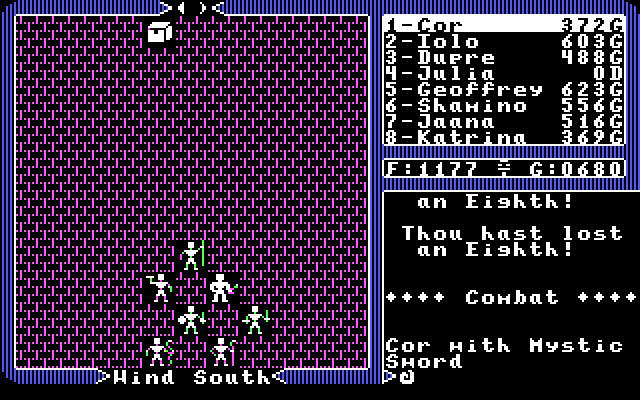 1-Cor 372G
2-Iolo 603G
3-Dupre 488G
4-Julia 0D
5-Geoffrey 623G
6-Shamino 556G
7-Jaana 516G
8-Katrina 369G
F:1177 G:0680
an Eighth!
Thou hast lost
an Eighth!
++++ Combat ++++
Cor with Mystic
Sword
Wind South